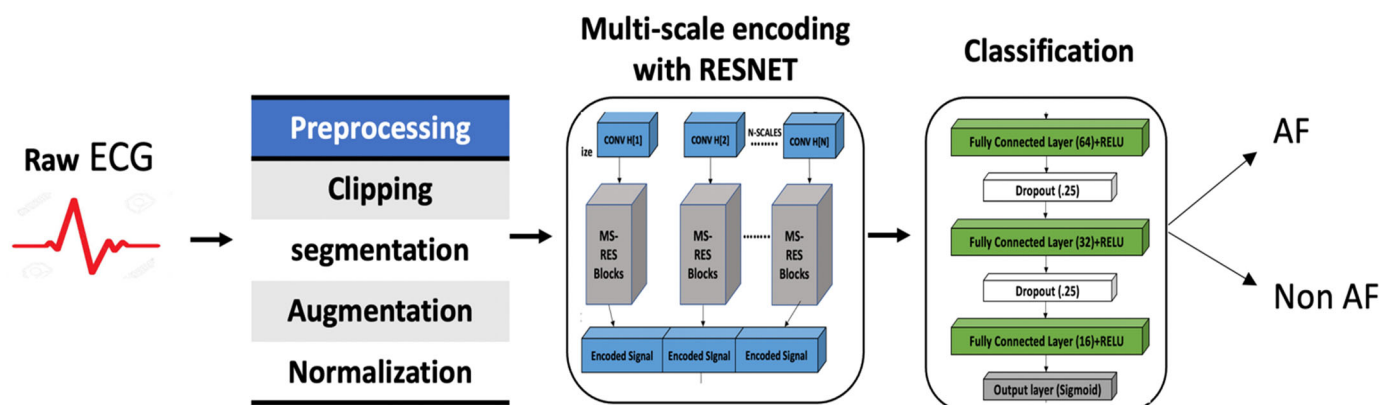 Multi-scale encoding
with RESNET
Classification
Raw ECG
Preprocessing
Clipping
segmentation
Augmentation
Normalization
ize
CONV H[1]
CONV H[2]
N-SCALES
CONV H[N]
MS-
RES
Blocks
MS-
RES
Blocks
MS-
RES
Blocks
Encoded Signal
Encoded Signal
Encoded Signal
Fully Connected Layer (64)+RELU
Dropout (.25)
Fully Connected Layer (32)+RELU
Dropout (.25)
Fully Connected Layer (16)+RELU
Output layer (Sigmoid)
AF
Non AF